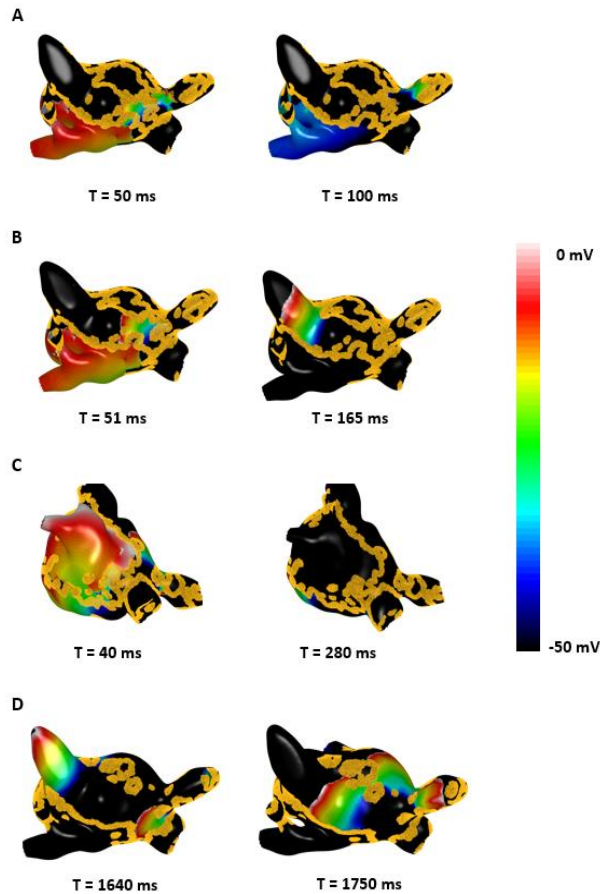 A
T = 50 ms
T = 100 ms
B
0 mV
T = 51 ms
T = 165 ms
C
T = 40 ms
T = 280 ms
-50 mV
D
T = 1640 ms
T = 1750 ms